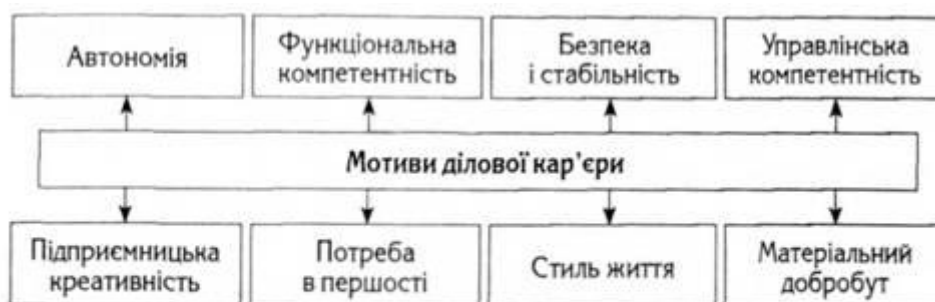 Автономія
Функціональна
компетентність
Безпека
і стабільність
Управлінська
компетентність
Мотиви ділової кар'єри
Підприємницька
креативність
Потреба
в першості
Стиль життя
Матеріальний
добробут